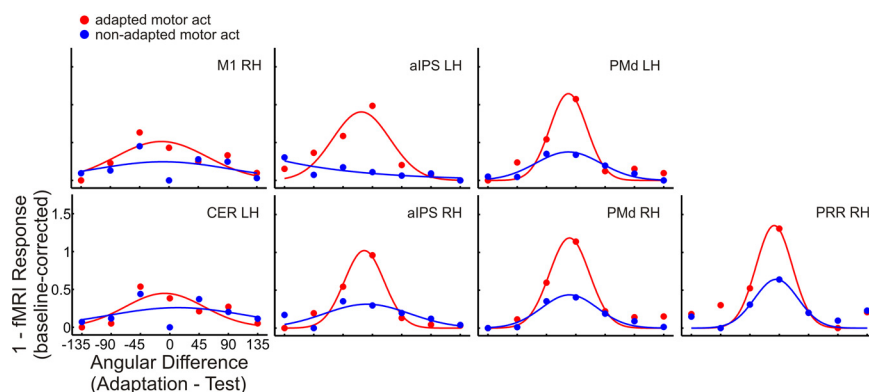 adapted motor act
non-adapted motor act
M1 RH
aIPS LH
PMd LH
CER LH
aIPS RH
PMd RH
PRR RH
1.5
1
0.5
0
1 - fMRI Response
(baseline-corrected)
-135 -90 -45 0 45 90 135
Angular Difference
(Adaptation - Test)